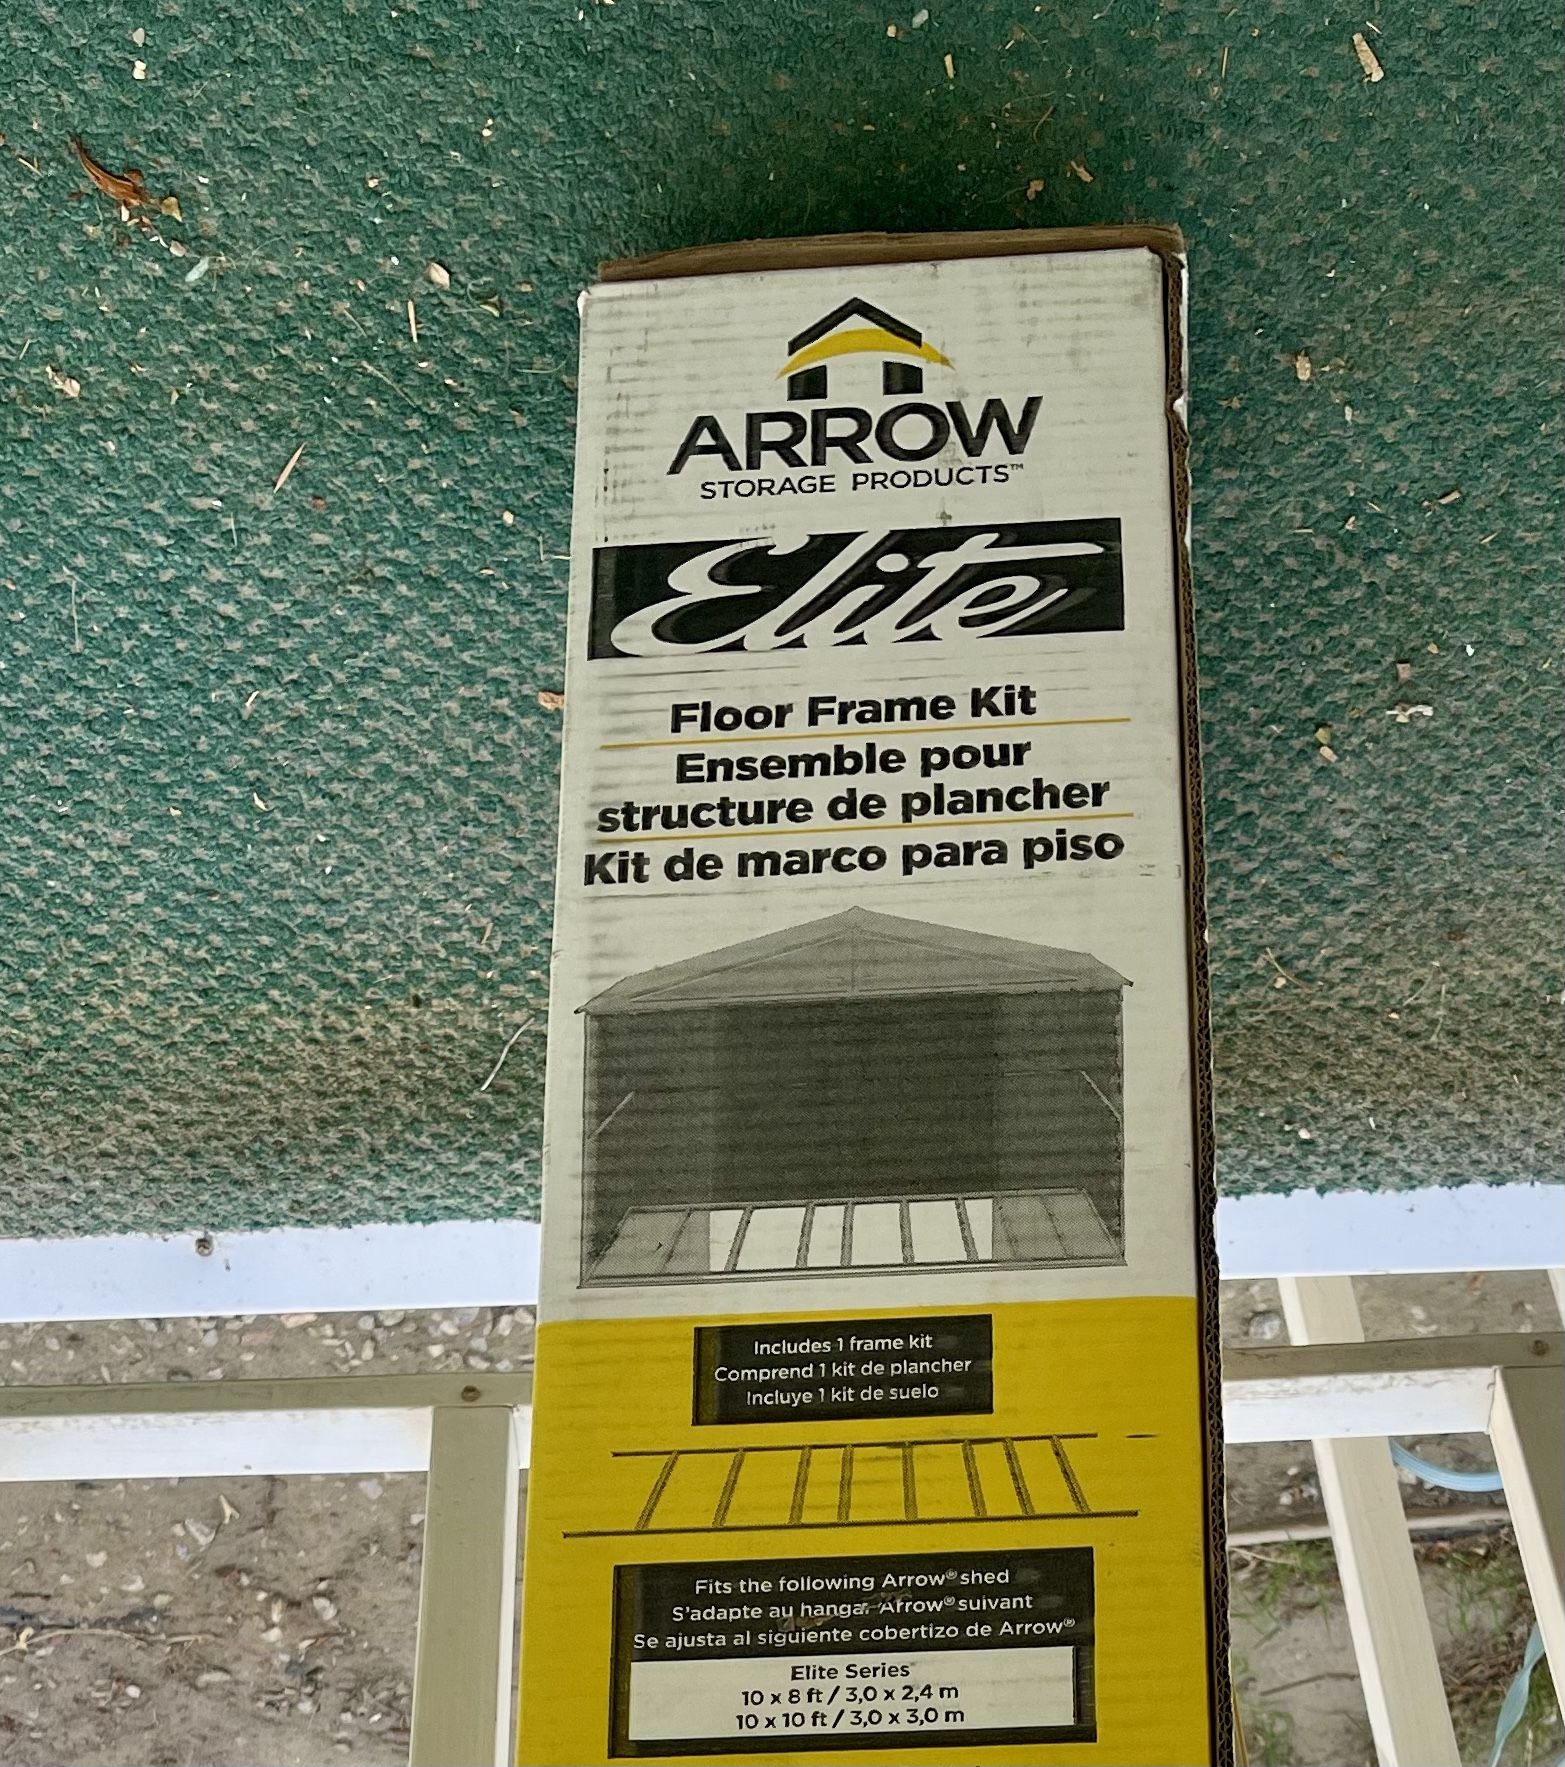 ARROW
STORAGE PRODUCTS™
Elite
Floor Frame Kit
Ensemble pour
structure de plancher
Kit de marco para piso
Includes 1 frame kit
Comprend 1 kit de plancher
Incluye 1 kit de suelo
Fits the following Arrow® shed
S'adapte au hangar Arrow® suivant
Se ajusta al siguiente cobertizo de Arrow®
Elite Series
10 x 8 ft / 3,0 x 2,4 m
10 x 10 ft / 3,0 x 3,0 m